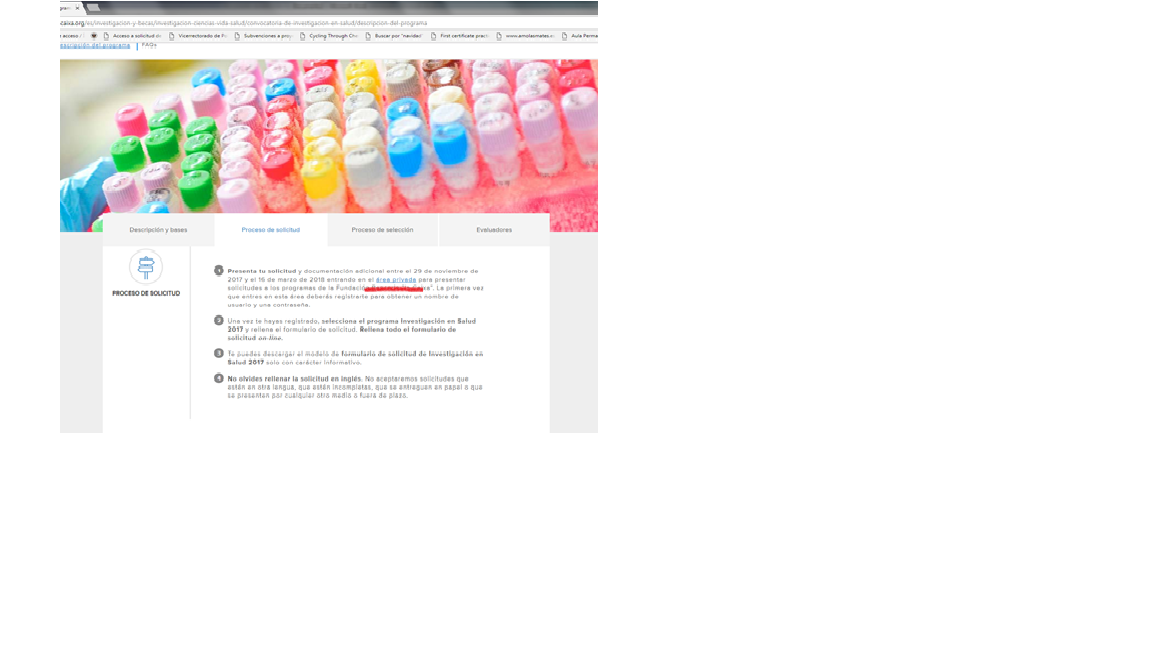 caixa.org/es/investigacion-y-becas/investigacion-ciencias-vida-salud/convocatoria-de-investigacion-en-salud/descripcion-del-programa
Acceso a solicitud de Vicerrectorado de Subvenciones a proy Cycling Through Ch Buscar por "navidad First certificate practi www.amolasmates.c Aula Perma
descripción del programa | FAQs
Descripción y bases Proceso de solicitud Proceso de selección Evaluadores
PROCESO DE SOLICITUD
1 Presenta tu solicitud y documentación adicional entre el 29 de noviembre de
2017 y el 16 de marzo de 2018 entrando en el área privada para presentar
solicitudes a los programas de la Fundación". La primera vez
que entres en esta área deberás registrarte para obtener un nombre de
usuario y una contraseña.
2 Una vez te hayas registrado, selecciona el programa Investigación en Salud
2017 y rellena el formulario de solicitud. Rellena todo el formulario de
solicitud on-line.
3 Te puedes descargar el modelo de formulario de solicitud de Investigación en
Salud 2017 solo con carácter informativo.
4 No olvides rellenar la solicitud en inglés. No aceptaremos solicitudes que
estén en otra lengua, que estén incompletas, que se entreguen en papel o que
se presenten por cualquier otro medio o fuera de plazo.